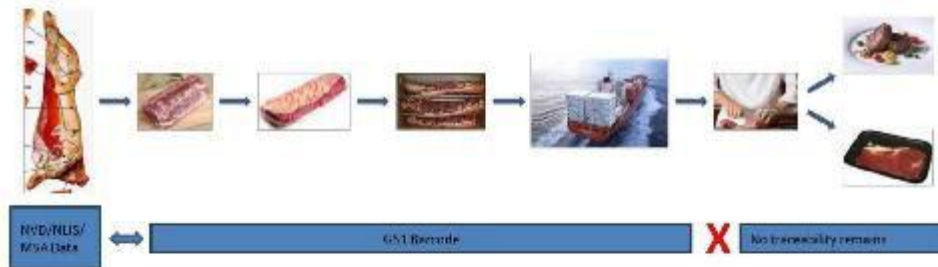 NVD/NLIS/
MSA Data
GS1 Barcode
X
No traceability remains